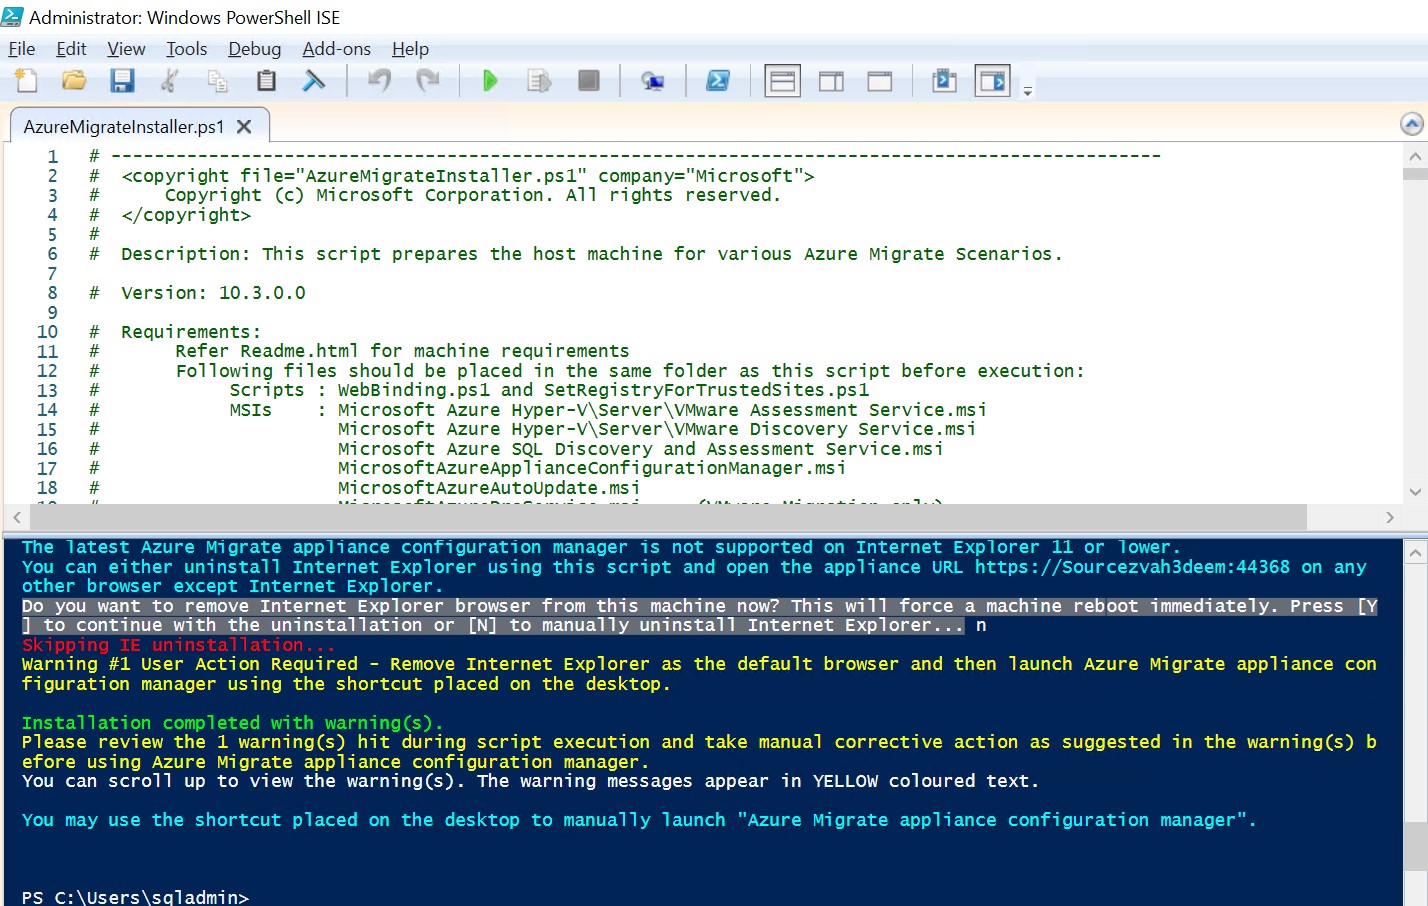 Administrator: Windows PowerShell ISE
File Edit View Tools Debug Add-ons Help
AzureMigrateInstaller.ps1
1 # -------------------------------------------------------------------------------------------------
2 # <copyright file="AzureMigrateInstaller.ps1" company="Microsoft">
3 # Copyright (c) Microsoft Corporation. All rights reserved.
4 # </copyright>
5 #
6 # Description: This script prepares the host machine for various Azure Migrate Scenarios.
7
8 # Version: 10.3.0.0
9
10 # Requirements:
11 # Refer Readme.html for machine requirements
12 # Following files should be placed in the same folder as this script before execution:
13 # Scripts : WebBinding.ps1 and SetRegistryForTrustedSites.ps1
14 # MSIs : Microsoft Azure Hyper-V\Server\VMware Assessment Service.msi
15 # Microsoft Azure Hyper-V\Server\VMware Discovery Service.msi
16 # Microsoft Azure SQL Discovery and Assessment Service.msi
17 # MicrosoftAzureApplianceConfigurationManager.msi
18 # MicrosoftAzureAutoUpdate.msi
The latest Azure Migrate appliance configuration manager is not supported on Internet Explorer 11 or lower.
You can either uninstall Internet Explorer using this script and open the appliance URL https://Sourcezvah3deem:44368 on any
other browser except Internet Explorer.
Do you want to remove Internet Explorer browser from this machine now? This will force a machine reboot immediately. Press [Y
] to continue with the uninstallation or [N] to manually uninstall Internet Explorer... n
Skipping IE uninstallation...
Warning #1 User Action Required - Remove Internet Explorer as the default browser and then launch Azure Migrate appliance con
figuration manager using the shortcut placed on the desktop.
Installation completed with warning(s).
Please review the 1 warning(s) hit during script execution and take manual corrective action as suggested in the warning(s) b
efore using Azure Migrate appliance configuration manager.
You can scroll up to view the warning(s). The warning messages appear in YELLOW coloured text.
You may use the shortcut placed on the desktop to manually launch "Azure Migrate appliance configuration manager".
PS C:\Users\sqladmin>